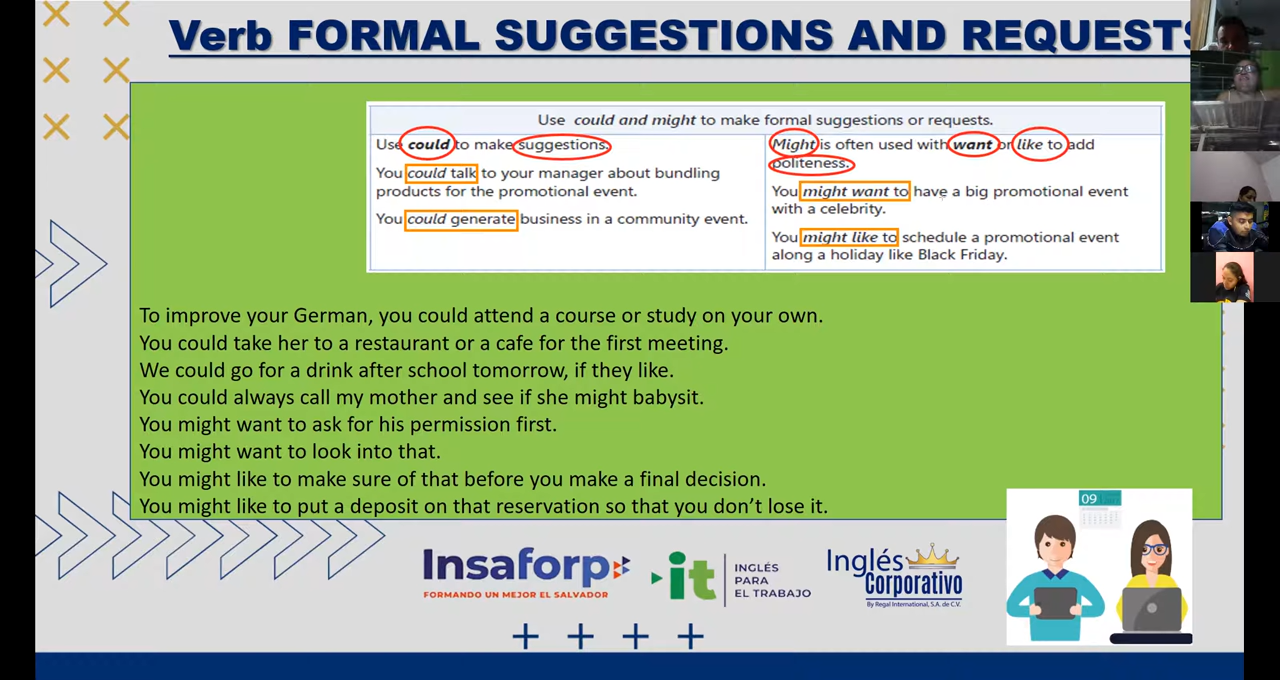 Verb FORMAL SUGGESTIONS AND REQUESTS
Use could and might to make formal suggestions or requests.
Use could to make suggestions.
You could talk to your manager about bundling
products for the promotional event.
You could generate business in a community event.
Might is often used with want or like to add
politeness.
You might want to have a big promotional event
with a celebrity.
You might like to schedule a promotional event
along a holiday like Black Friday.
To improve your German, you could attend a course or study on your own.
You could take her to a restaurant or a cafe for the first meeting.
We could go for a drink after school tomorrow, if they like.
You could always call my mother and see if she might babysit.
You might want to ask for his permission first.
You might want to look into that.
You might like to make sure of that before you make a final decision.
You might like to put a deposit on that reservation so that you don’t lose it.
09
Insaforp
FORMANDO UN MEJOR EL SALVADOR
it
INGLÉS
PARA
EL TRABAJO
Inglés
Corporativo
By Regal International, S.A. de C.V.